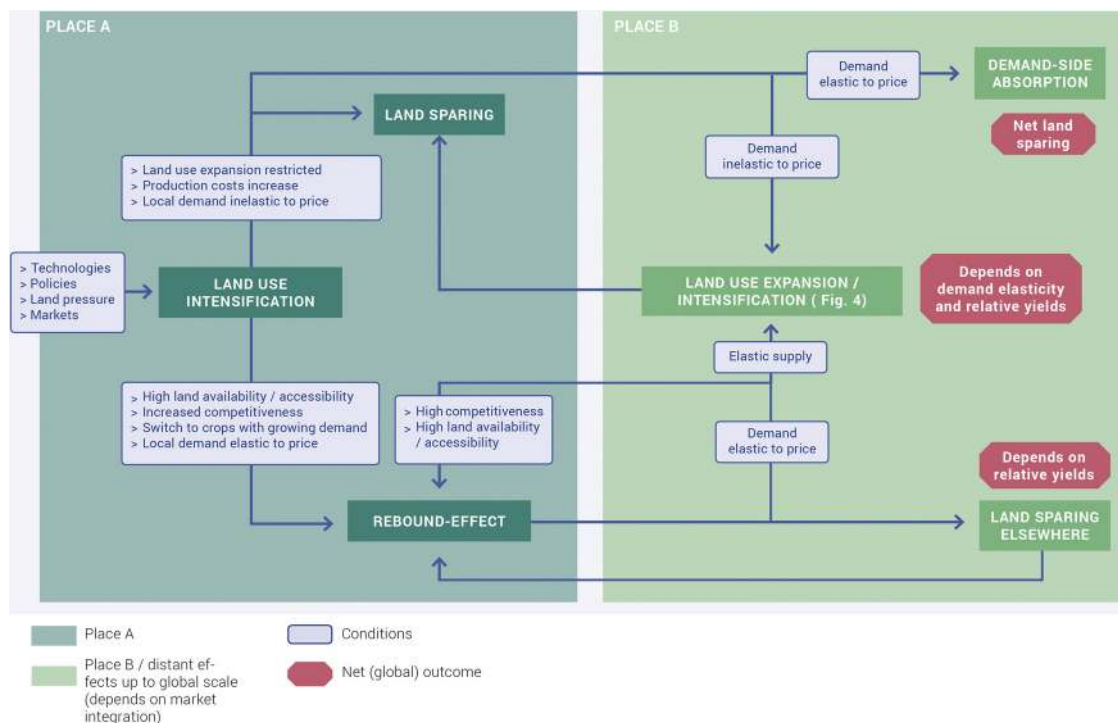 PLACE A
PLACE B
Demand
elastic to price
DEMAND-SIDE
ABSORPTION
LAND SPARING
Net land
sparing
Demand
inelastic to price
> Land use expansion restricted
> Production costs increase
> Local demand inelastic to price
> Technologies
> Policies
> Land pressure
> Markets
LAND USE
INTENSIFICATION
LAND USE EXPANSION /
INTENSIFICATION ( Fig. 4)
Depends on
demand elasticity
and relative yields
Elastic supply
> High land availability / accessibility
> Increased competitiveness
> Switch to crops with growing demand
> Local demand elastic to price
> High competitiveness
> High land availability
/ accessibility
Demand
elastic to price
Depends on
relative yields
REBOUND-EFFECT
LAND SPARING
ELSEWHERE
Place A
Conditions
Place B / distant ef-
fects up to global scale
(depends on market
integration)
Net (global) outcome